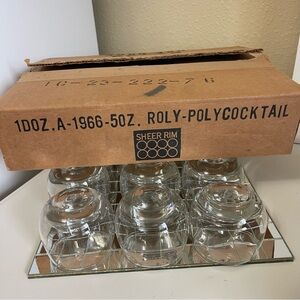 1DOZ.A-1966-5OZ. ROLY-POLYCOCKTAIL
SHEER RIM